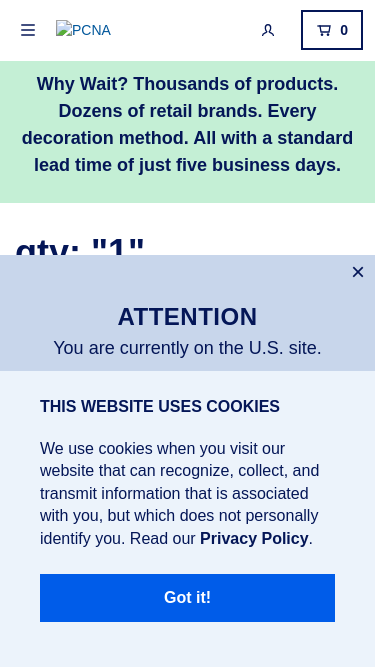 PCNA
0
Why Wait? Thousands of products.
Dozens of retail brands. Every
decoration method. All with a standard
lead time of just five business days.
qty: "1"
×
ATTENTION
You are currently on the U.S. site.
THIS WEBSITE USES COOKIES
We use cookies when you visit our
website that can recognize, collect, and
transmit information that is associated
with you, but which does not personally
identify you. Read our Privacy Policy.
Got it!